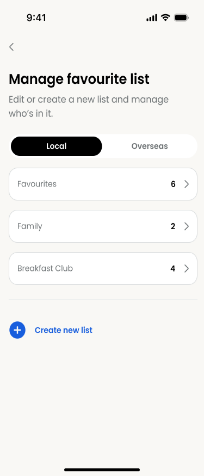 9:41
Manage favourite list
Edit or create a new list and manage
who's in it.
Local
Overseas
Favourites 6
Family 2
Breakfast Club 4
Create new list